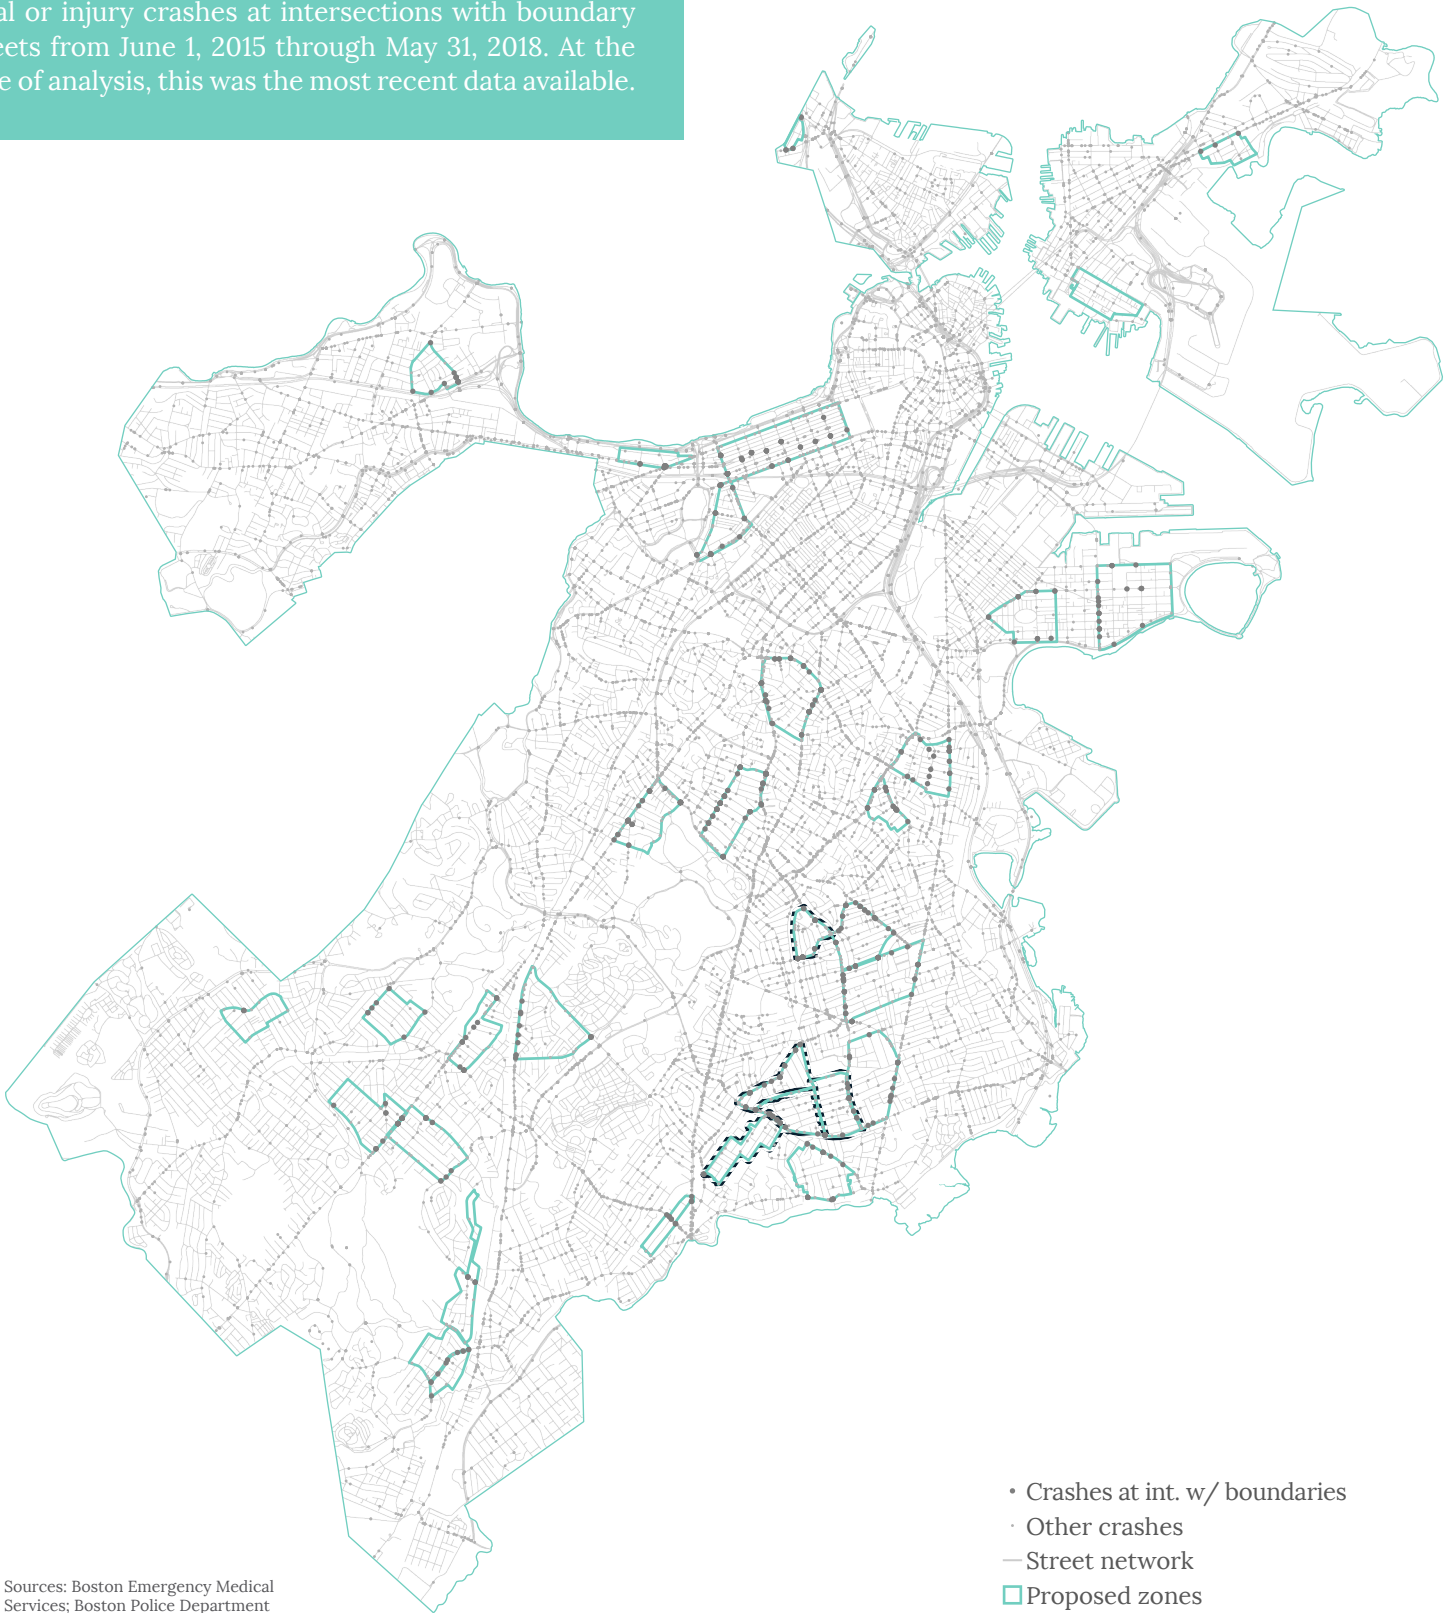 or injury crashes at intersections with boundary
from June 1, 2015 through May 31, 2018. At the
of analysis, this was the most recent data available.
• Crashes at int. w/ boundaries
· Other crashes
Street network
Proposed zones
Sources: Boston Emergency Medical
Services; Boston Police Department